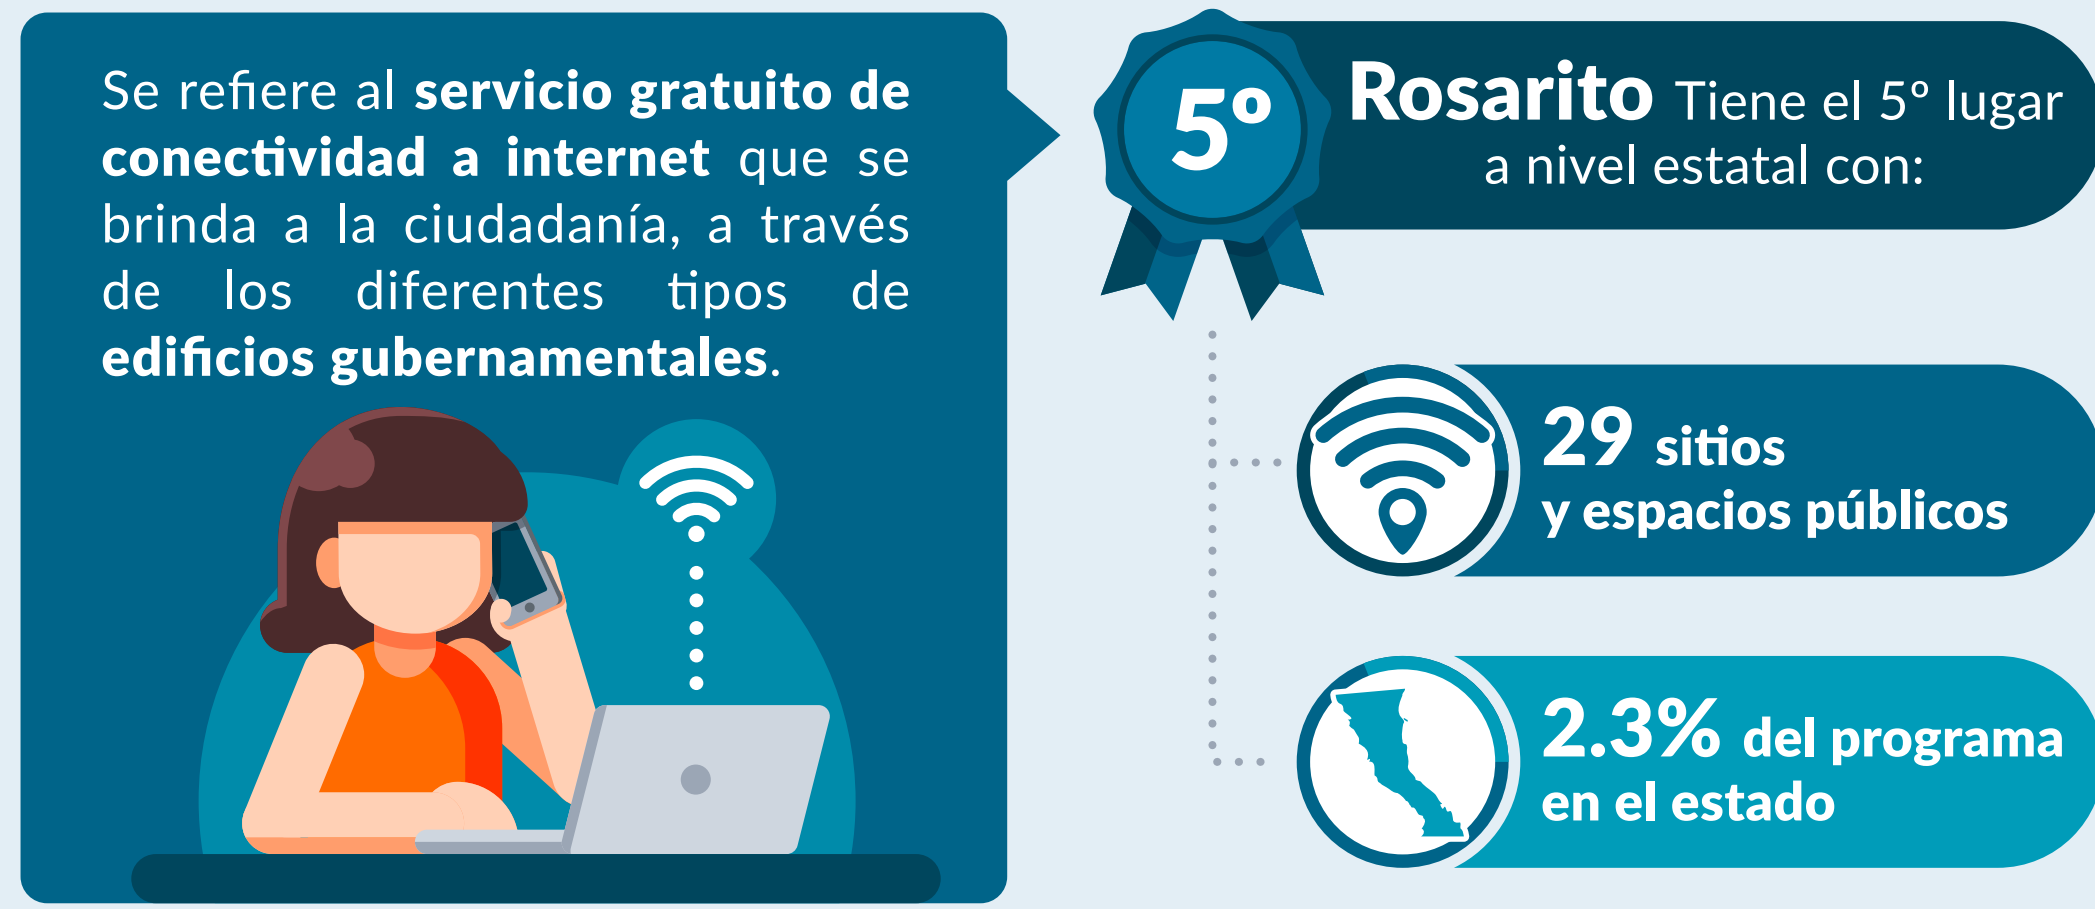 Se refiere al servicio gratuito de
conectividad a internet que se
brinda a la ciudadanía, a través
de los diferentes tipos de
edificios gubernamentales.
5º
Rosarito Tiene el 5º lugar
a nivel estatal con:
29 sitios
y espacios públicos
2.3% del programa
en el estado